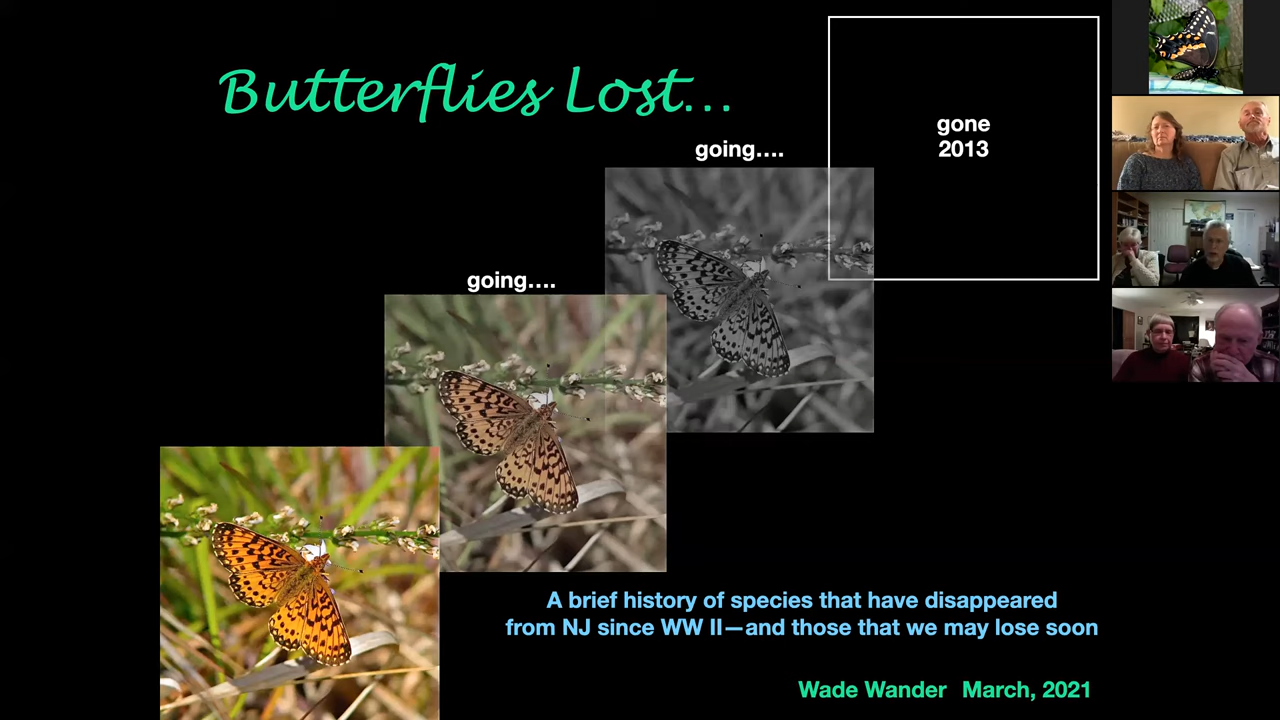 Butterflies Lost...
gone
2013
going....
going....
A brief history of species that have disappeared
from NJ since WW II—and those that we may lose soon
Wade Wander March, 2021